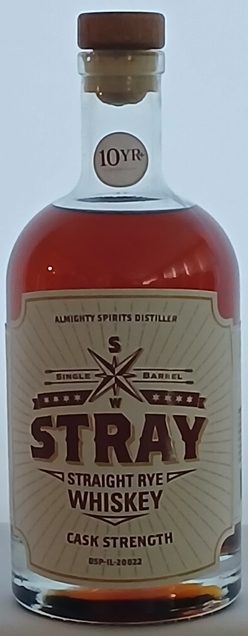 10YR+
ALMIGHTY SPIRITS DISTILLER
S
SINGLE BARREL
W
STRAY
STRAIGHT RYE
WHISKEY
CASK STRENGTH
DSP-IL-20022